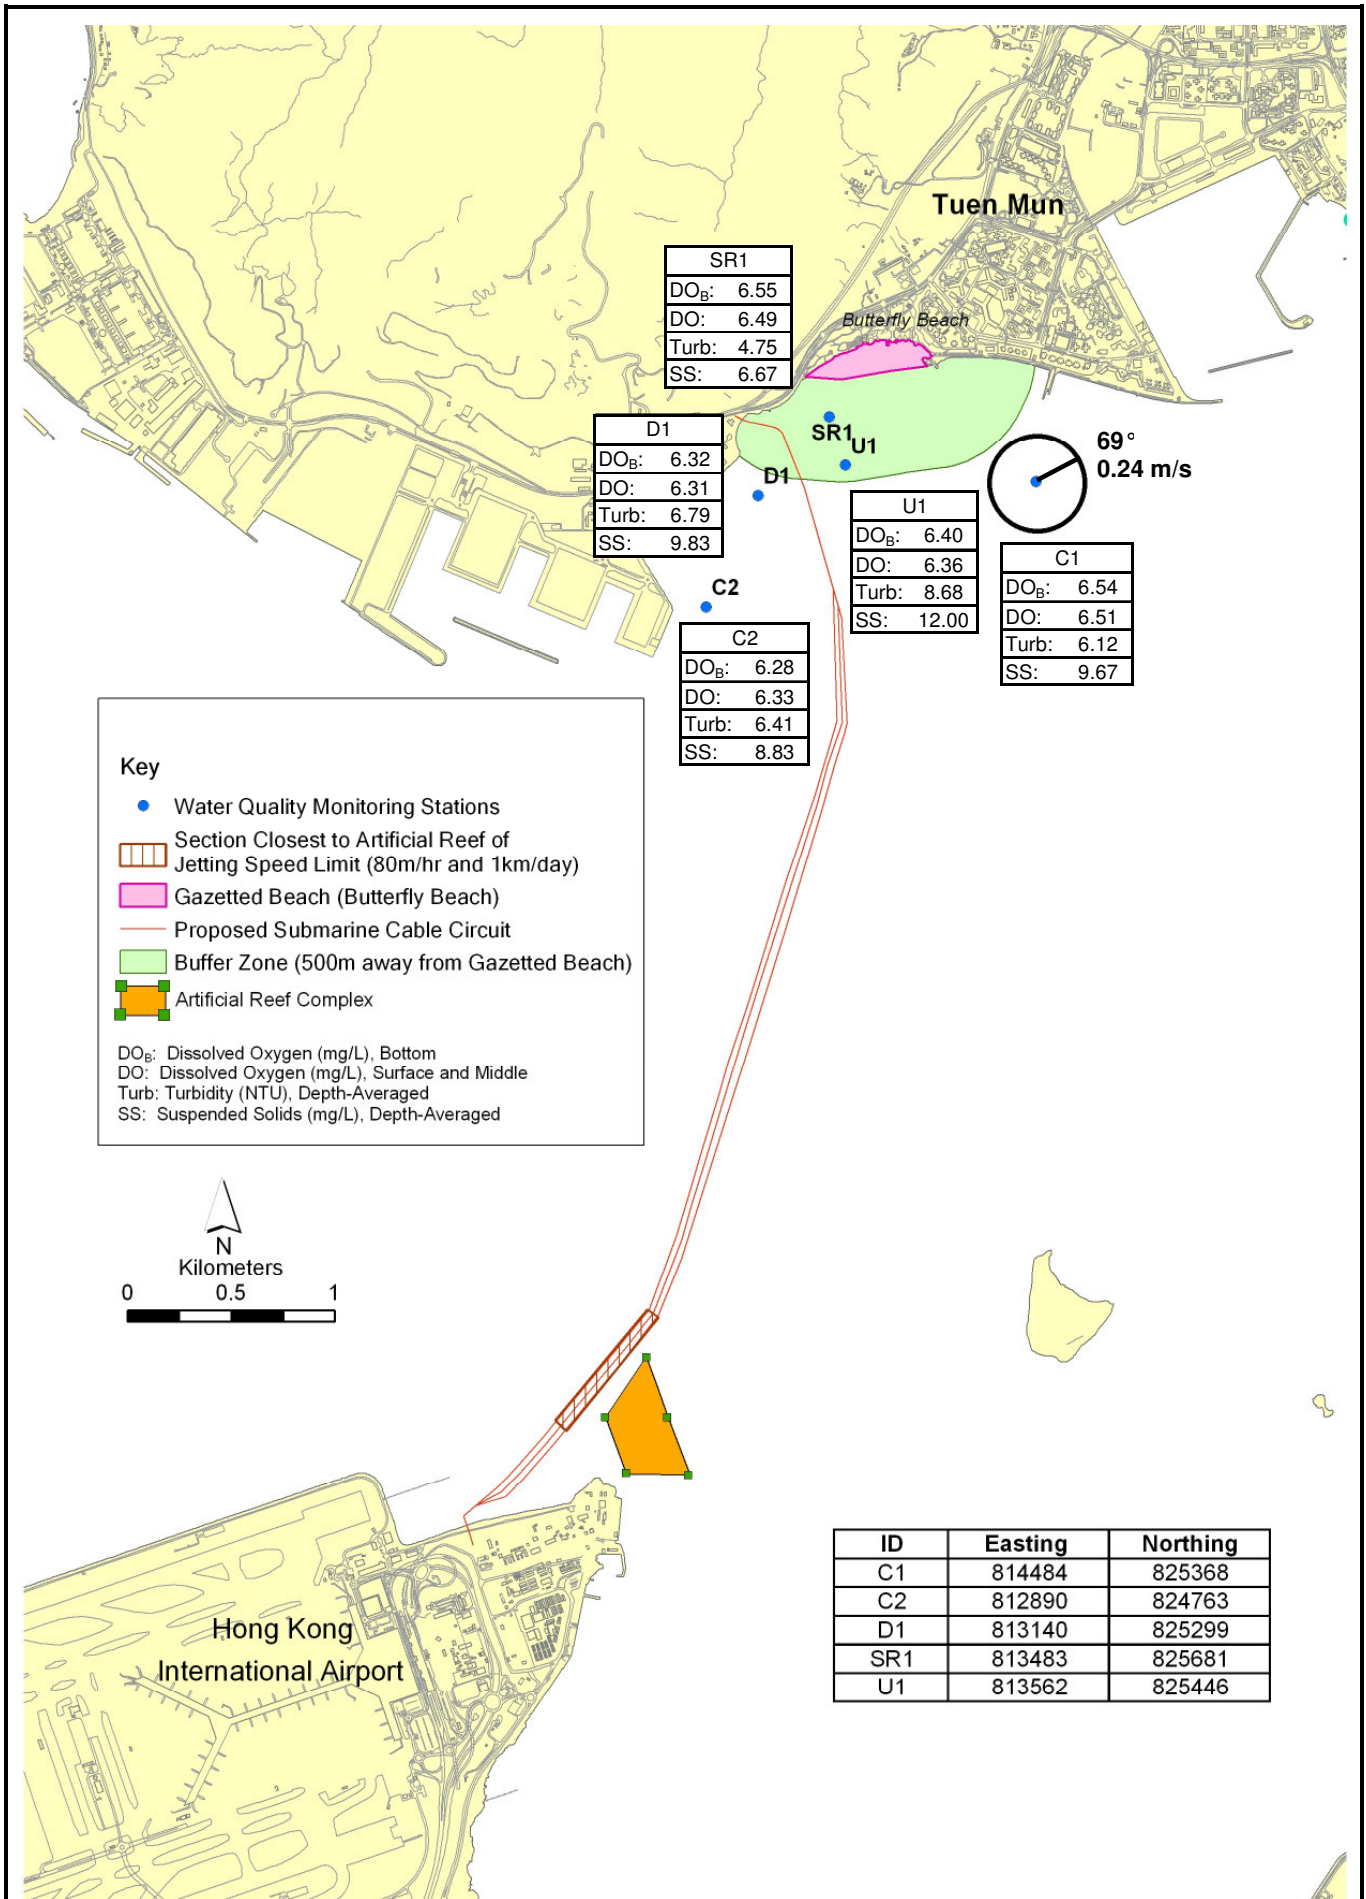 Tuen Mun
SR1
DOB: 6.55
DO: 6.49
Turb: 4.75
SS: 6.67
Butterfly Beach
D1
DOB: 6.32
DO: 6.31
Turb: 6.79
SS: 9.83
SR1
U1
D1
69°
0.24 m/s
U1
DOB: 6.40
DO: 6.36
Turb: 8.68
SS: 12.00
C1
DOB: 6.54
DO: 6.51
Turb: 6.12
SS: 9.67
C2
C2
DOB: 6.28
DO: 6.33
Turb: 6.41
SS: 8.83
Key
Water Quality Monitoring Stations
Section Closest to Artificial Reef of
Jetting Speed Limit (80m/hr and 1km/day)
Gazetted Beach (Butterfly Beach)
Proposed Submarine Cable Circuit
Buffer Zone (500m away from Gazetted Beach)
Artificial Reef Complex
DOB: Dissolved Oxygen (mg/L), Bottom
DO: Dissolved Oxygen (mg/L), Surface and Middle
Turb: Turbidity (NTU), Depth-Averaged
SS: Suspended Solids (mg/L), Depth-Averaged
N
Kilometers
0 0.5 1
ID Easting Northing
C1 814484 825368
C2 812890 824763
D1 813140 825299
SR1 813483 825681
U1 813562 825446
Hong Kong
International Airport